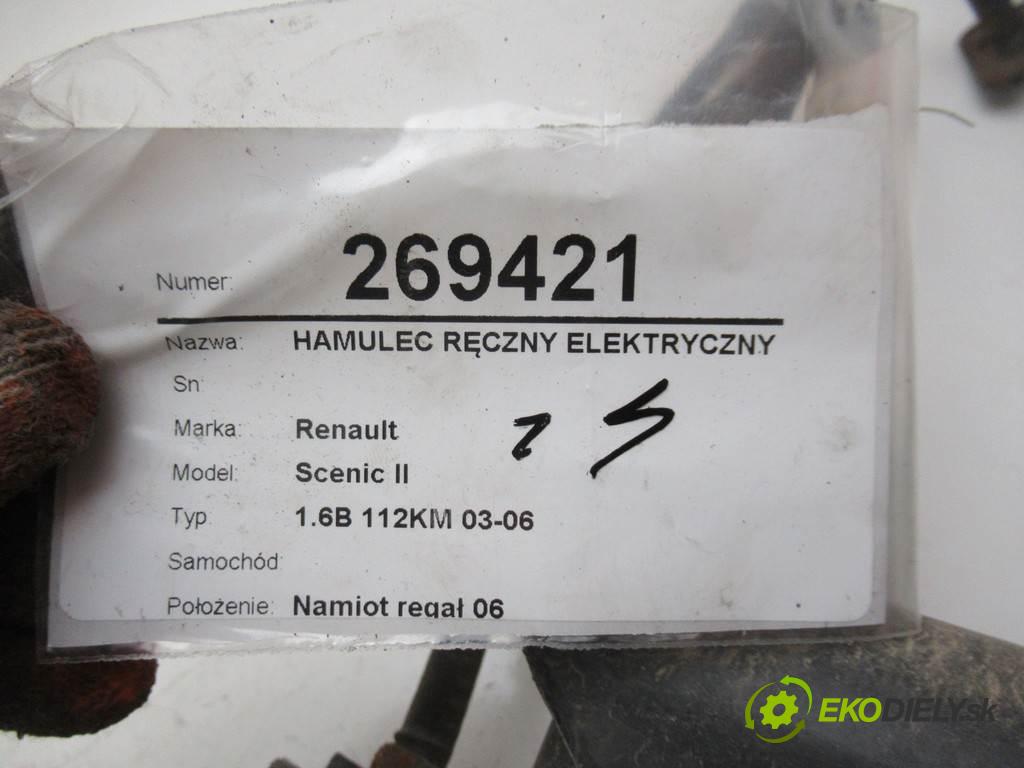 Numer: 269421
Nazwa: HAMULEC RĘCZNY ELEKTRYCZNY
Sn:
Marka: Renault
Model: Scenic II
Typ: 1.6B 112KM 03-06
Samochód:
Położenie: Namiot regał 06
EKODIELY.sk